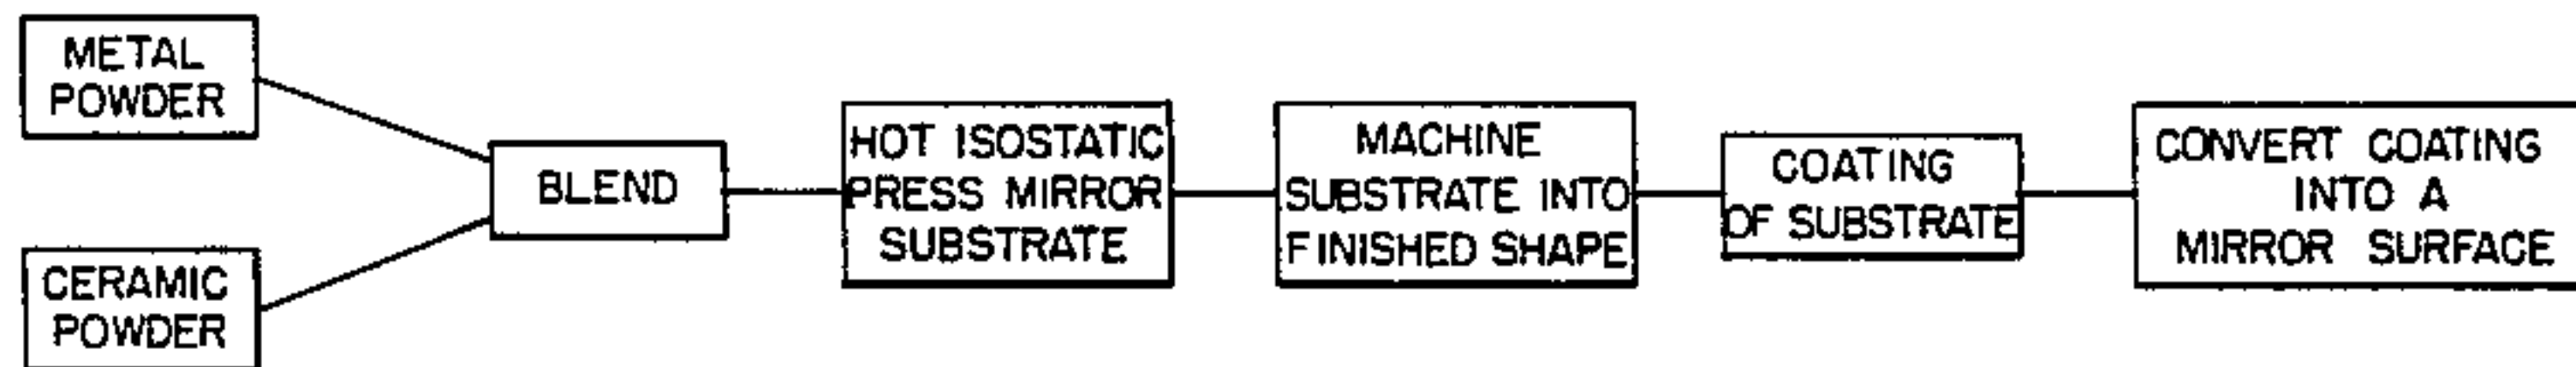 METAL
POWDER
CERAMIC
POWDER
BLEND
HOT ISOSTATIC
PRESS MIRROR
SUBSTRATE
MACHINE
SUBSTRATE INTO
FINISHED SHAPE
COATING
OF SUBSTRATE
CONVERT COATING
INTO A
MIRROR SURFACE